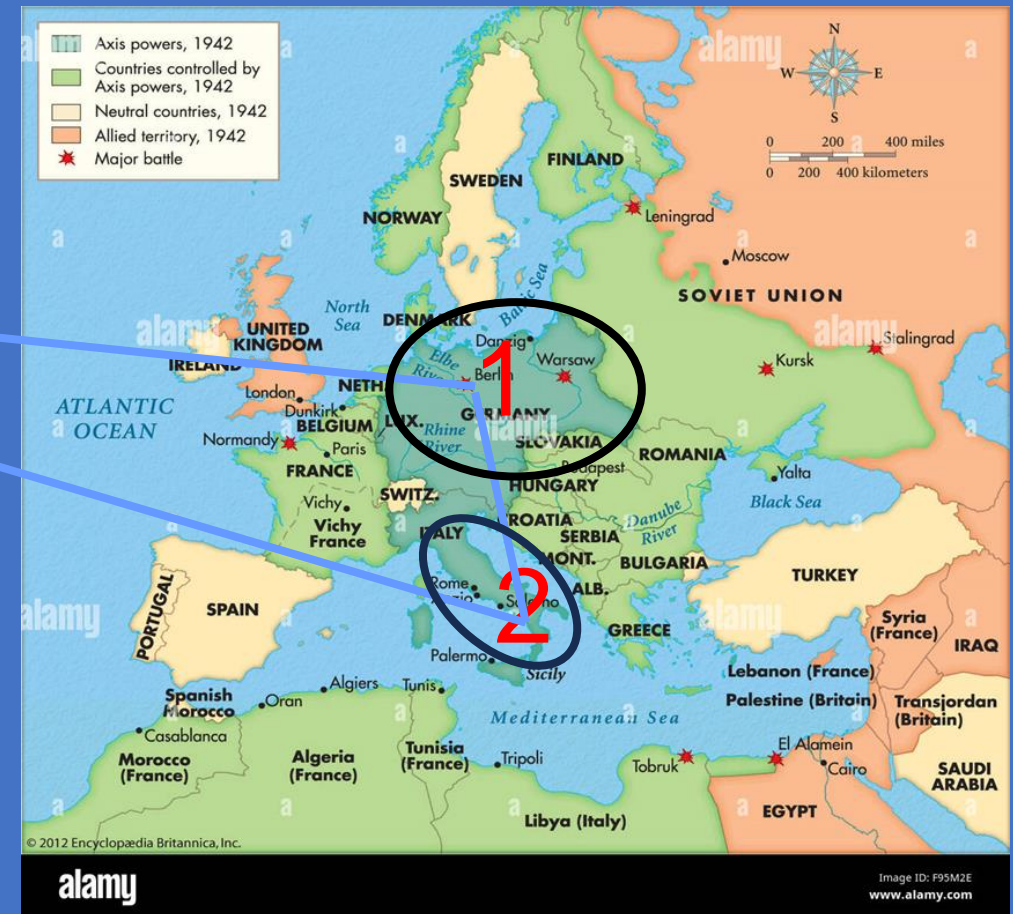 Axis powers, 1942
Countries controlled by
Axis powers, 1942
Neutral countries, 1942
Allied territory, 1942
Major battle
N
W
E
S
0 200 400 miles
0 200 400 kilometers
alamy
a
FINLAND
SWEDEN
NORWAY
Leningrad
Moscow
SOVIET UNION
Baltic Sea
North
Sea
DENMARK
UNITED
KINGDOM
IRELAND
Danzig
Warsaw
Elbe
River
Berlin
1
Stalingrad
Kursk
NETH.
London
ATLANTIC
OCEAN
Dunkirk
BELGIUM
LUX.
GERMANY
Rhine
River
Normandy
Paris
FRANCE
SLOVAKIA
Budapest
HUNGARY
ROMANIA
Yalta
Black Sea
SWITZ.
Vichy
Vichy
France
ITALY
CROATIA
SERBIA
Danube
River
MONT.
BULGARIA
ALB.
TURKEY
Rome
Salerno
2
PORTUGAL
SPAIN
GREECE
Palermo
Sicily
Syria
(France)
IRAQ
Lebanon (France)
Palestine (Britain)
Transjordan
(Britain)
Spanish
Morocco
Oran
Algiers
Tunis
Mediterranean Sea
Casablanca
Morocco
(France)
Algeria
(France)
Tunisia
(France)
Tripoli
Tobruk
El Alamein
Cairo
SAUDI
ARABIA
Libya (Italy)
EGYPT
© 2012 Encyclopædia Britannica, Inc.
alamy
Image ID: F95M2E
www.alamy.com